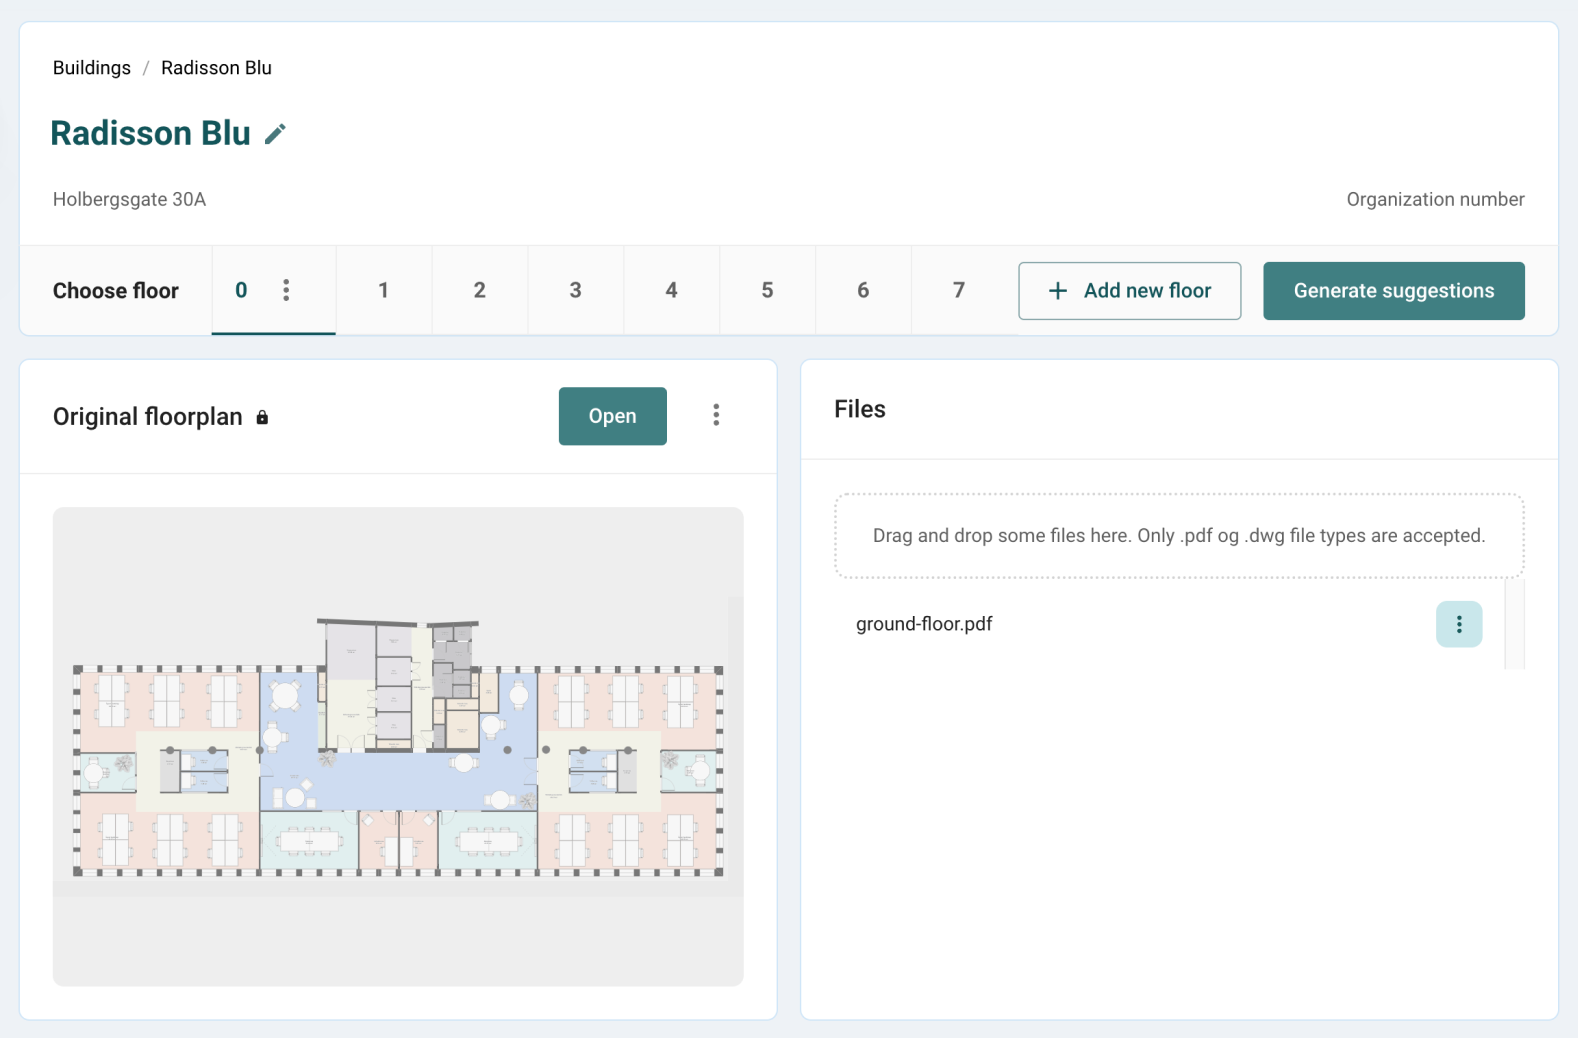 Buildings / Radisson Blu
Radisson Blu
Holbergsgate 30A
Organization number
Choose floor 0 1 2 3 4 5 6 7 + Add new floor Generate suggestions
Original floorplan Open
Files
Drag and drop some files here. Only .pdf og .dwg file types are accepted.
ground-floor.pdf